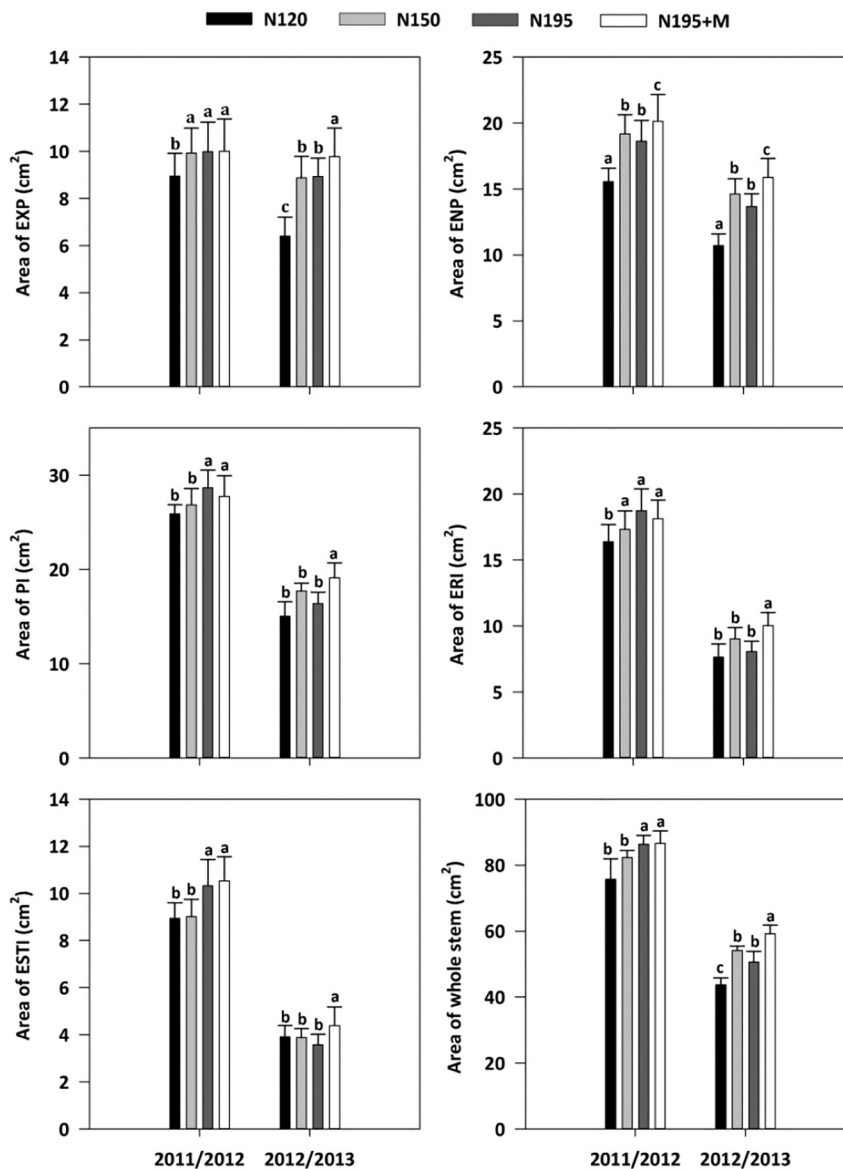 N120 N150 N195 N195+M
Area of EXP (cm²)
14
12
10
8
6
4
2
0
b a a a
c b b a
Area of ENP (cm²)
25
20
15
10
5
0
a b b c
a b b c
Area of PI (cm²)
30
20
10
0
b b a a
b b b a
Area of ERI (cm²)
25
20
15
10
5
0
b a a a
b b b a
Area of ESTI (cm²)
14
12
10
8
6
4
2
0
b b a a
b b b a
2011/2012 2012/2013
Area of whole stem (cm²)
100
80
60
40
20
0
b b a a
c b b a
2011/2012 2012/2013